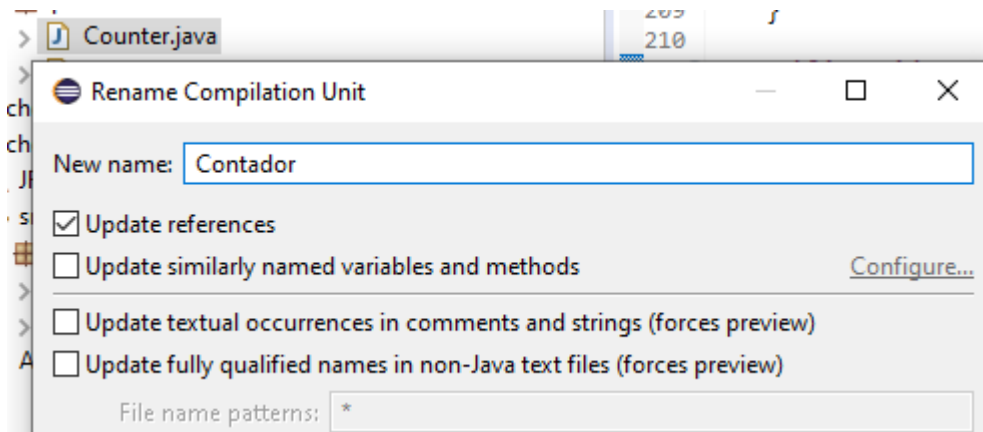 Counter.java
209 }
210
Rename Compilation Unit
ch
ch
New name: Contador
Update references
Update similarly named variables and methods Configure...
Update textual occurrences in comments and strings (forces preview)
Update fully qualified names in non-Java text files (forces preview)
A
File name patterns: *